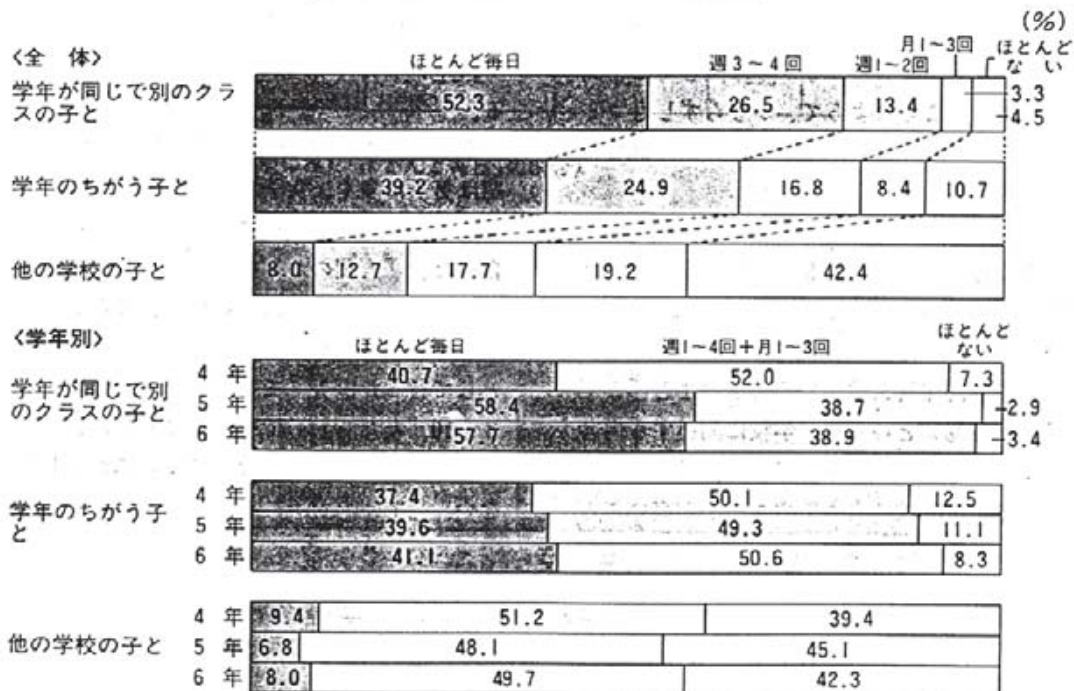 (%)
〈全 体〉
ほとんど毎日 週3〜4回 週1〜2回 月1〜3回 ほとんど
な い
学年が同じで別のクラ
スの子と
52.3 26.5 13.4 3.3
4.5
学年のちがう子と 39.2 24.9 16.8 8.4 10.7
他の学校の子と 8.0 12.7 17.7 19.2 42.4
〈学年別〉
ほとんど毎日 週1〜4回+月1〜3回 ほとんど
ない
学年が同じで別
のクラスの子と
4 年 40.7 52.0 7.3
5 年 58.4 38.7 2.9
6 年 57.7 38.9 3.4
学年のちがう子
と
4 年 37.4 50.1 12.5
5 年 39.6 49.3 11.1
6 年 41.1 50.6 8.3
他の学校の子と
4 年 9.4 51.2 39.4
5 年 6.8 48.1 45.1
6 年 8.0 49.7 42.3